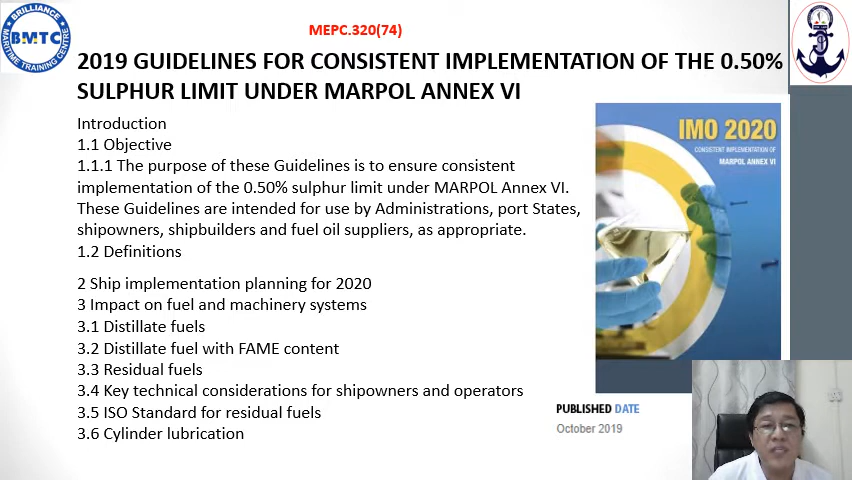 BRILLIANCE
BMTC
MARITIME TRAINING CENTRE
MEPC.320(74)
2019 GUIDELINES FOR CONSISTENT IMPLEMENTATION OF THE 0.50%
SULPHUR LIMIT UNDER MARPOL ANNEX VI
Introduction
1.1 Objective
1.1.1 The purpose of these Guidelines is to ensure consistent
implementation of the 0.50% sulphur limit under MARPOL Annex VI.
These Guidelines are intended for use by Administrations, port States,
shipowners, shipbuilders and fuel oil suppliers, as appropriate.
1.2 Definitions
2 Ship implementation planning for 2020
3 Impact on fuel and machinery systems
3.1 Distillate fuels
3.2 Distillate fuel with FAME content
3.3 Residual fuels
3.4 Key technical considerations for shipowners and operators
3.5 ISO Standard for residual fuels
3.6 Cylinder lubrication
IMO 2020
CONSISTENT IMPLEMENTATION OF
MARPOL ANNEX VI
PUBLISHED DATE
October 2019